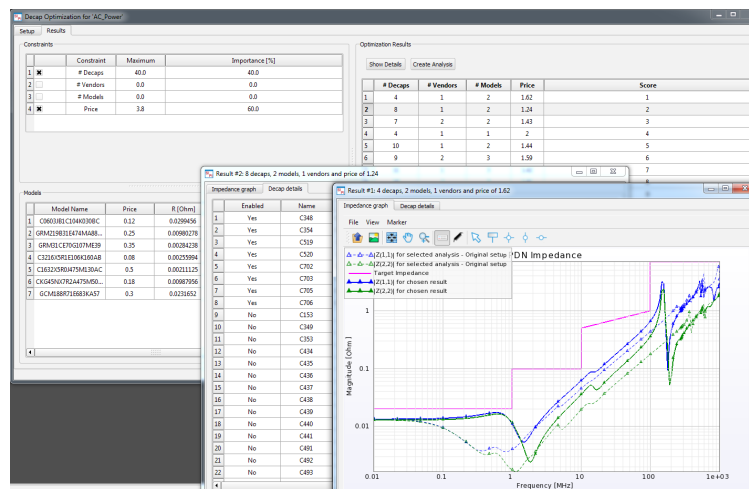 Decap Optimization for 'AC_Power'
Setup Results
Constraints
Constraint Maximum Importance [%]
1 # Decaps 40.0 40.0
2 # Vendors 0.0 0.0
3 # Models 0.0 0.0
4 Price 3.8 60.0
Optimization Results
Show Details Create Analysis
# Decaps # Vendors # Models Price Score
1 4 1 2 1.62 1
2 8 1 2 1.24 2
3 7 2 2 1.43 3
4 4 1 1 2 4
5 10 1 2 1.44 5
6 9 2 3 1.59 6
7
Models
Model Name Price R [Ohm]
1 C0603JB1C104K030BC 0.12 0.0299456
2 GRM219B31E474MA88... 0.25 0.00980278
3 GRM31CE70G107ME39 0.35 0.00284238
4 C3216X5R1E106K160AB 0.08 0.00255994
5 C1632X5R0J475M130AC 0.5 0.00211125
6 CKG45NX7R2A475M50... 0.18 0.00987956
7 GCM188R71E683KA57 0.3 0.0231652
Result #2: 8 decaps, 2 models, 1 vendors and price of 1.24
Impedance graph Decap details
Enabled Name
1 Yes C348
2 Yes C354
3 Yes C519
4 Yes C520
5 Yes C702
6 Yes C703
7 Yes C705
8 Yes C706
9 No C153
10 No C349
11 No C353
12 No C434
13 No C435
14 No C436
15 No C437
16 No C438
17 No C439
18 No C440
19 No C441
20 No C491
21 No C492
22 No C493
Result #1: 4 decaps, 2 models, 1 vendors and price of 1.62
Impedance graph Decap details
File View Marker
PDN Impedance
|Z(1,1)| for selected analysis - Original setup
|Z(2,2)| for selected analysis - Original setup
Target Impedance
|Z(1,1)| for chosen result
|Z(2,2)| for chosen result
Magnitude [Ohm]
1
0.1
0.01
0.01 0.1 1 10 100 1e+03
Frequency [MHz]